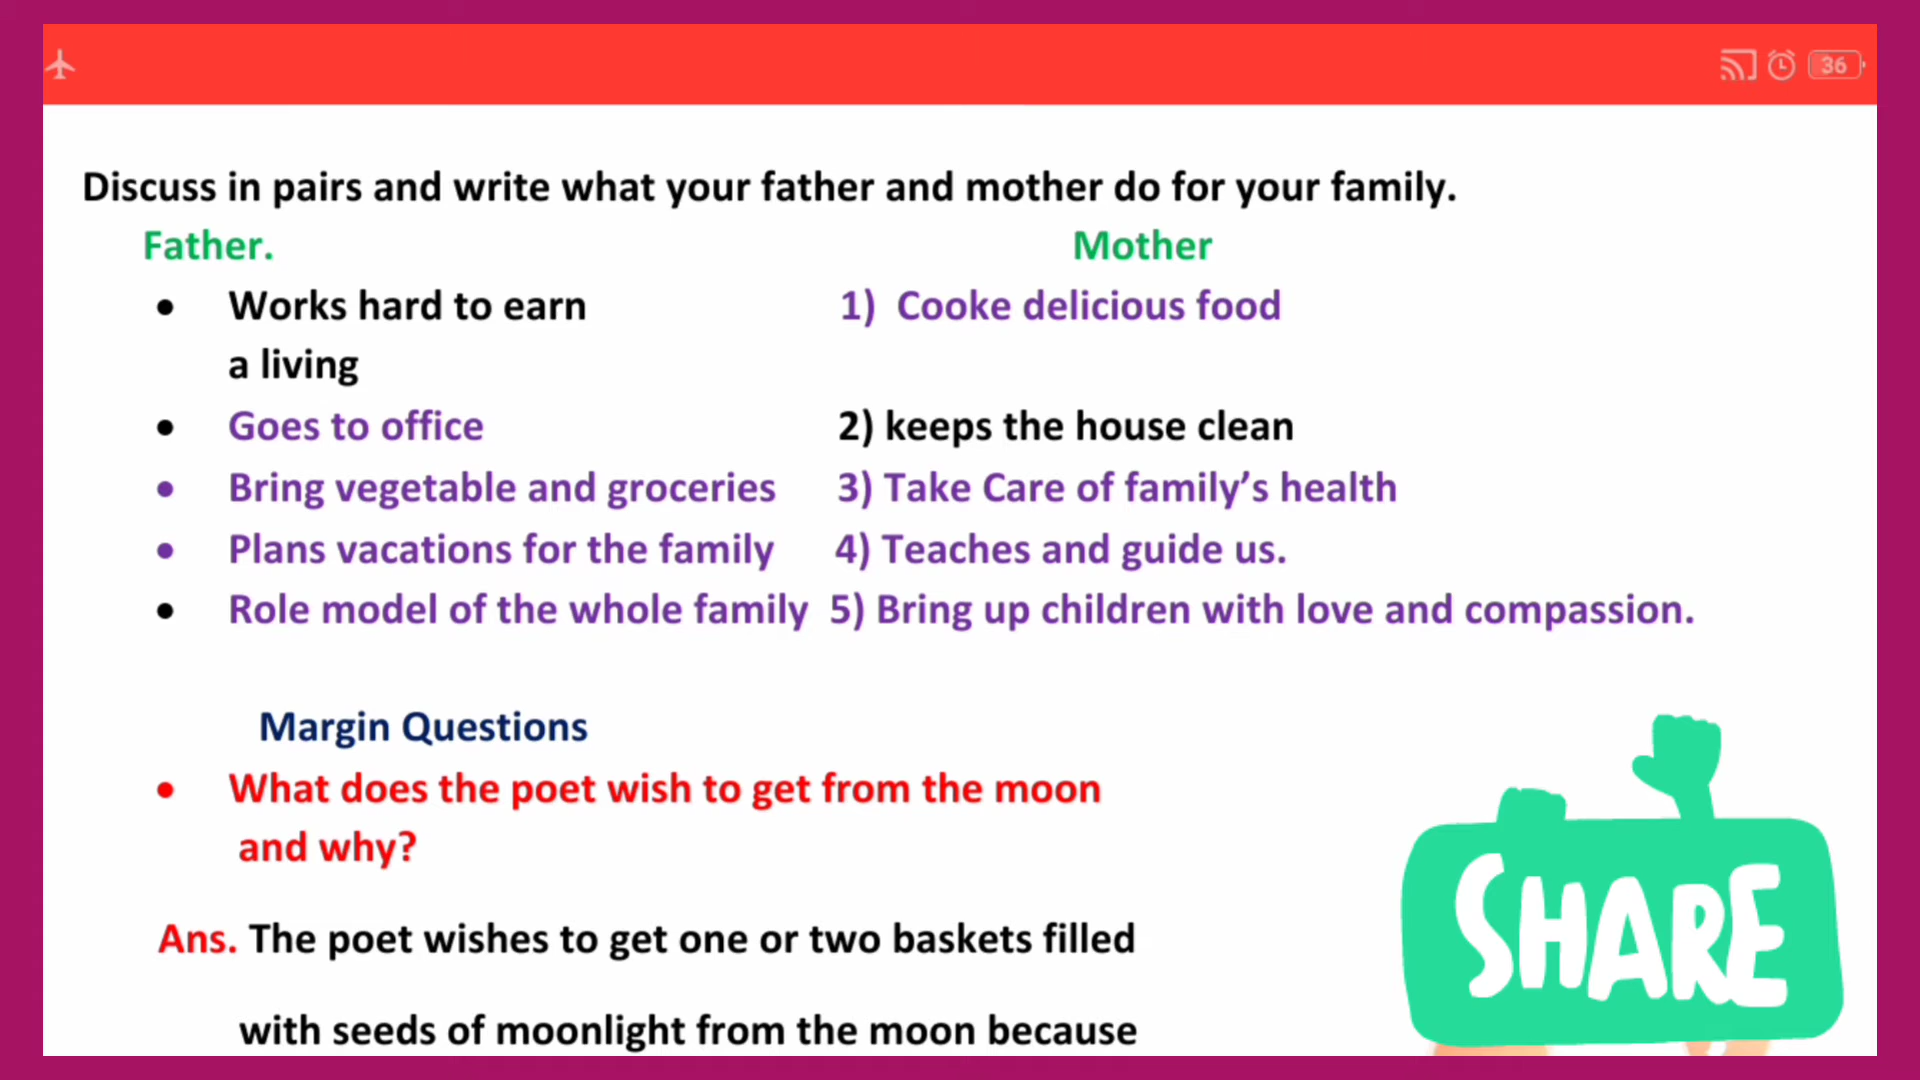 36
Discuss in pairs and write what your father and mother do for your family.
Father. Mother
• Works hard to earn 1) Cooke delicious food
a living
• Goes to office 2) keeps the house clean
• Bring vegetable and groceries 3) Take Care of family’s health
• Plans vacations for the family 4) Teaches and guide us.
• Role model of the whole family 5) Bring up children with love and compassion.
Margin Questions
• What does the poet wish to get from the moon
and why?
Ans. The poet wishes to get one or two baskets filled
with seeds of moonlight from the moon because
SHARE